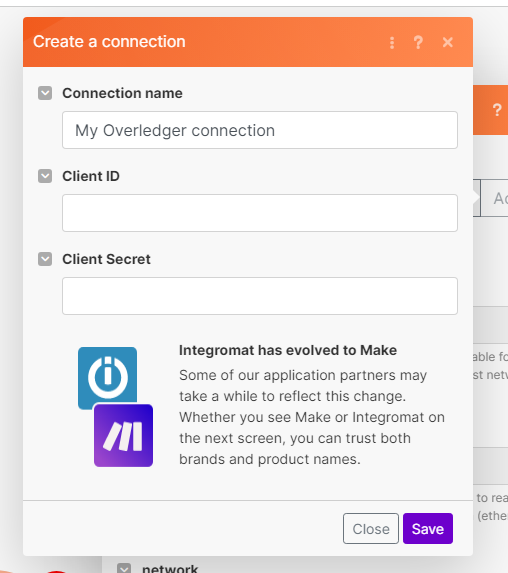 Create a connection
?
Connection name
My Overledger connection
Client ID
Client Secret
Integromat has evolved to Make
Some of our application partners may
take a while to reflect this change.
Whether you see Make or Integromat on
the next screen, you can trust both
brands and product names.
Close
Save
?
able fo
st netw
to rea
(ethe
network